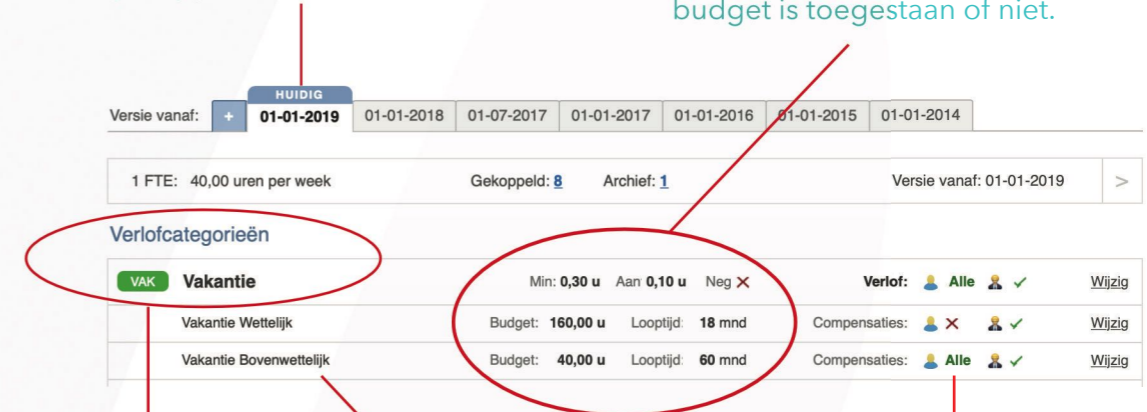 budget is toegestaan of niet.
HUIDIG
Versie vanaf: + 01-01-2019 01-01-2018 01-07-2017 01-01-2017 01-01-2016 01-01-2015 01-01-2014
1 FTE: 40,00 uren per week Gekoppeld: 8 Archief: 1 Versie vanaf: 01-01-2019 >
Verlofcategorieën
VAK Vakantie Min: 0,30 u Aan 0,10 u Neg Verlof: Alle Wijzig
Vakantie Wettelijk Budget: 160,00 u Looptijd: 18 mnd Compensaties: Wijzig
Vakantie Bovenwettelijk Budget: 40,00 u Looptijd: 60 mnd Compensaties: Alle Wijzig